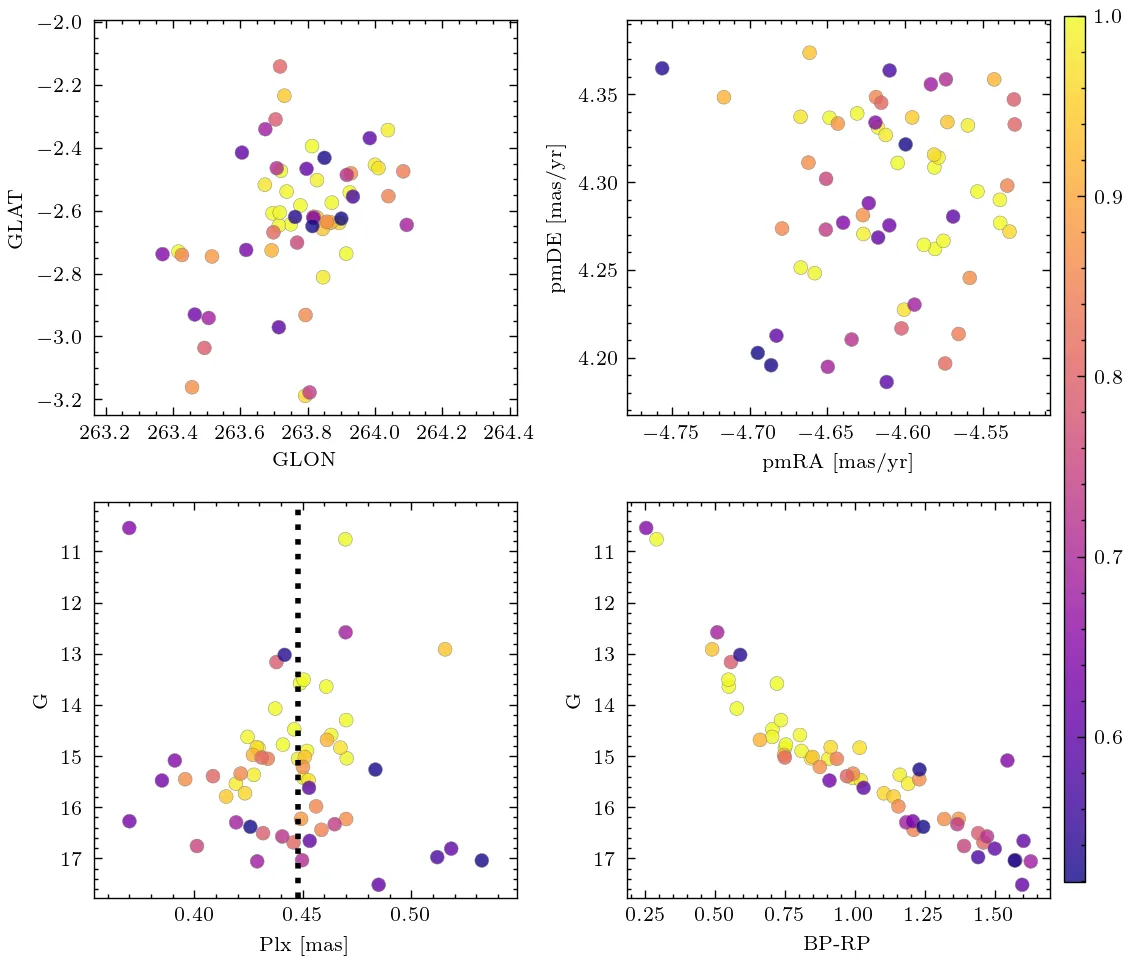 −2.0
−2.2
−2.4
−2.6
−2.8
−3.0
−3.2
GLAT
263.2 263.4 263.6 263.8 264.0 264.2 264.4
GLON
4.35
4.30
4.25
4.20
pmDE [mas/yr]
−4.75 −4.70 −4.65 −4.60 −4.55
pmRA [mas/yr]
1.0
0.9
0.8
0.7
0.6
11
12
13
14
15
16
17
G
0.40 0.45 0.50
Plx [mas]
11
12
13
14
15
16
17
G
0.25 0.50 0.75 1.00 1.25 1.50
BP-RP